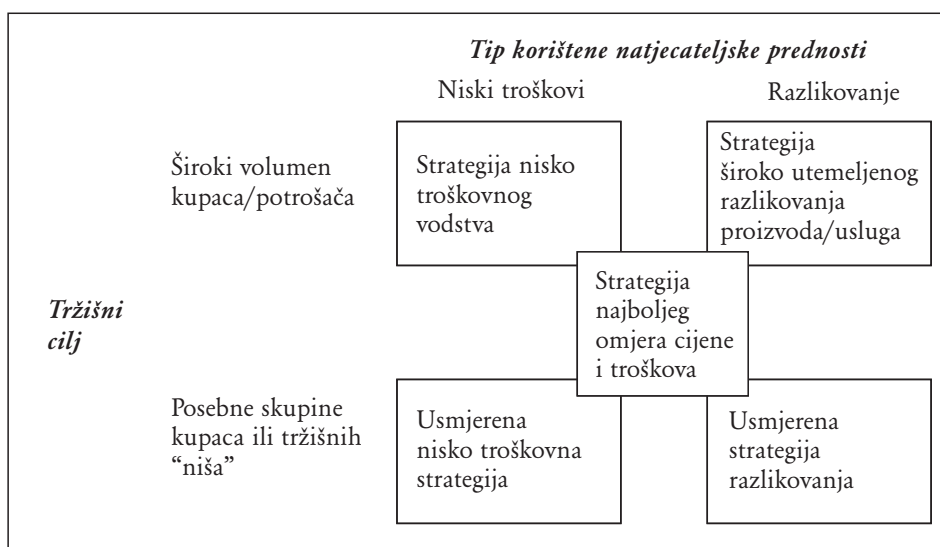 Tip korištene natjecateljske prednosti
Niski troškovi
Razlikovanje
Široki volumen
kupaca/potrošača
Strategija nisko
troškovnog
vodstva
Strategija
široko utemeljenog
razlikovanja
proizvoda/usluga
Tržišni
cilj
Strategija
najboljeg
omjera cijene
i troškova
Posebne skupine
kupaca ili tržišnih
“niša”
Usmjerena
nisko troškovna
strategija
Usmjerena
strategija
razlikovanja